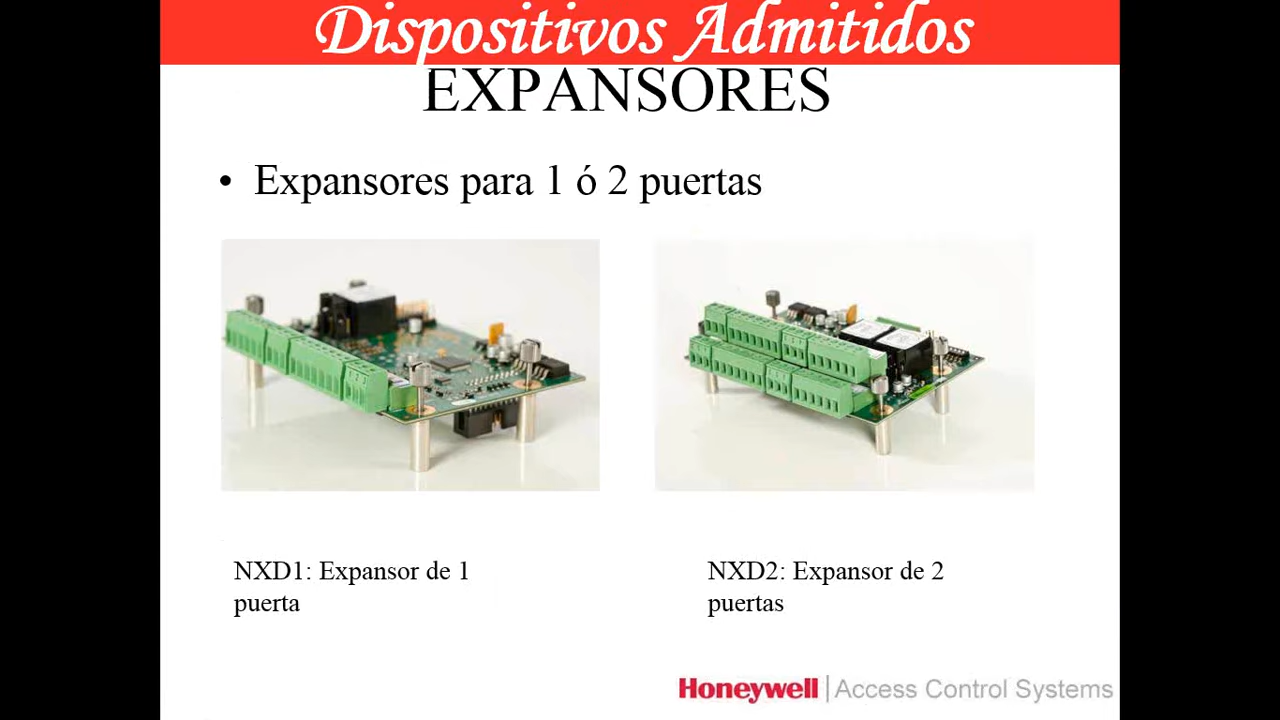 Dispositivos Admitidos
EXPANSORES
• Expansores para 1 ó 2 puertas
NXD1: Expansor de 1
puerta
NXD2: Expansor de 2
puertas
Honeywell | Access Control Systems